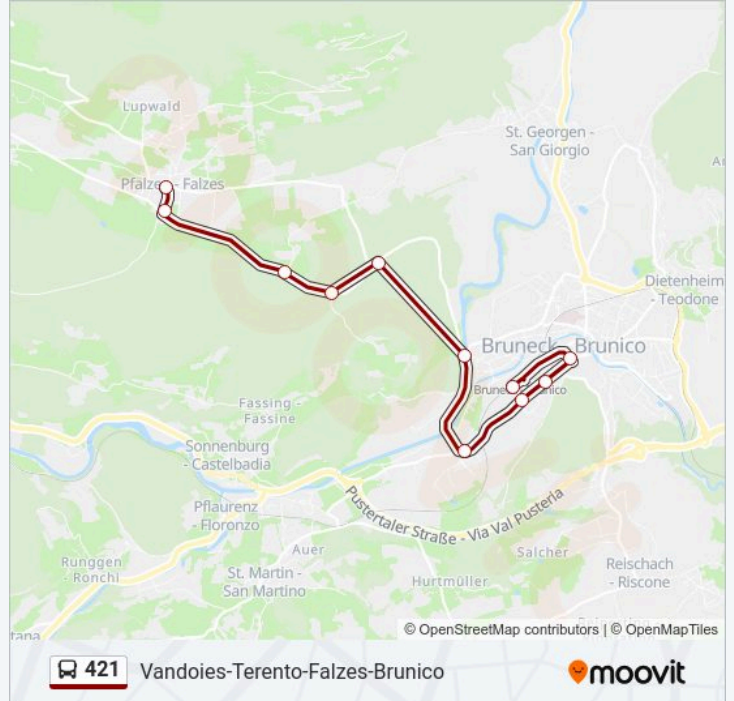 Lupwald
St. Georgen -
San Giorgio
Pfalzen - Falzes
Dietenheim
- Teodone
Bruneck - Brunico
Fassing -
Fassine
Sonnenburg
- Castelbadia
Pflaurenz
- Floronzo
Pustertaler Straße - Via Val Pusteria
Auer
Salcher
Runggen
- Ronchi
St. Martin -
San Martino
Hurtmüller
Reischach
- Riscone
tana
© OpenStreetMap contributors | © OpenMapTiles
421
Vandoies-Terento-Falzes-Brunico
moovit